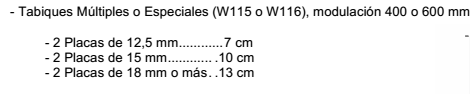 - Tabiques Múltiples o Especiales (W115 o W116), modulación 400 o 600 mm
- 2 Placas de 12,5 mm............7 cm
- 2 Placas de 15 mm............ .10 cm
- 2 Placas de 18 mm o más. .13 cm